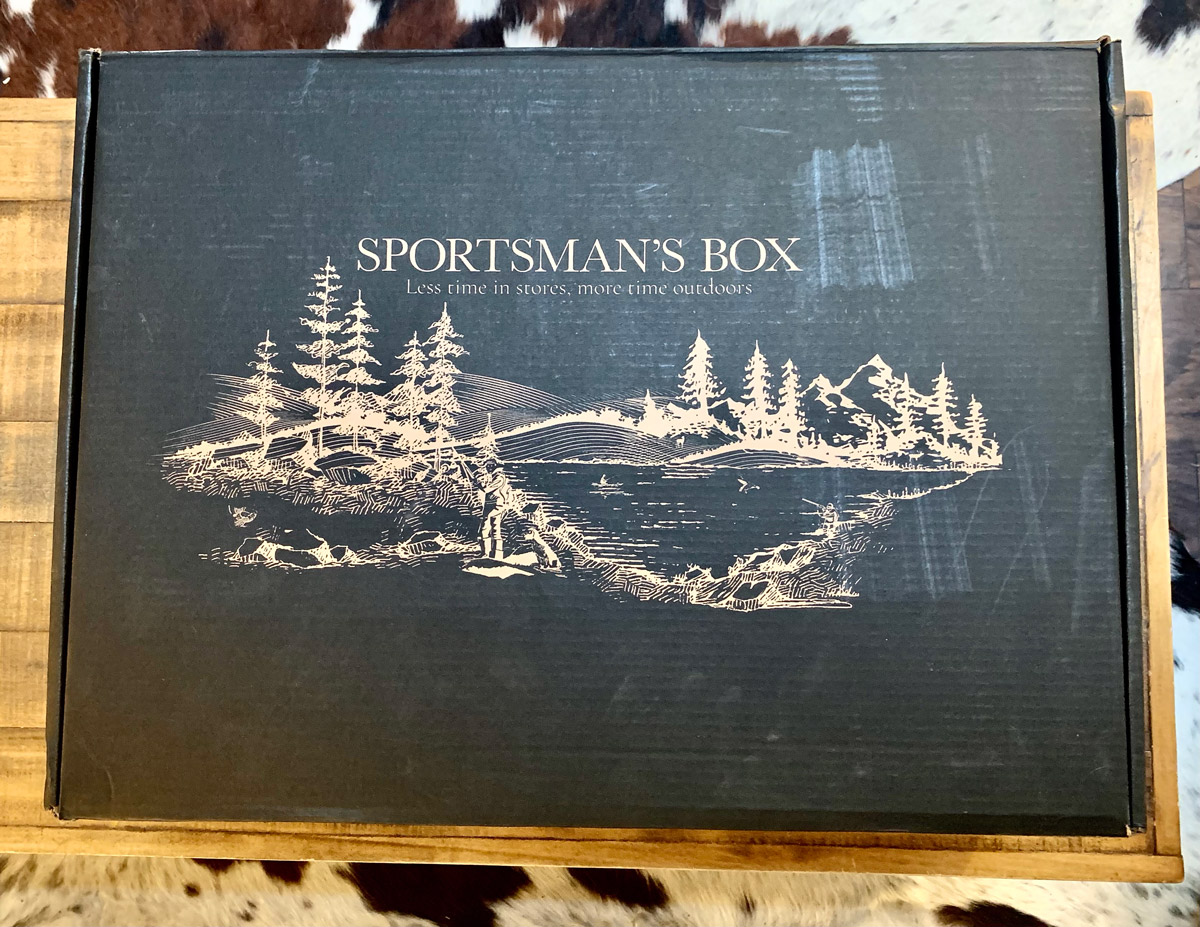 SPORTSMAN'S BOX
Less time in stores, more time outdoors